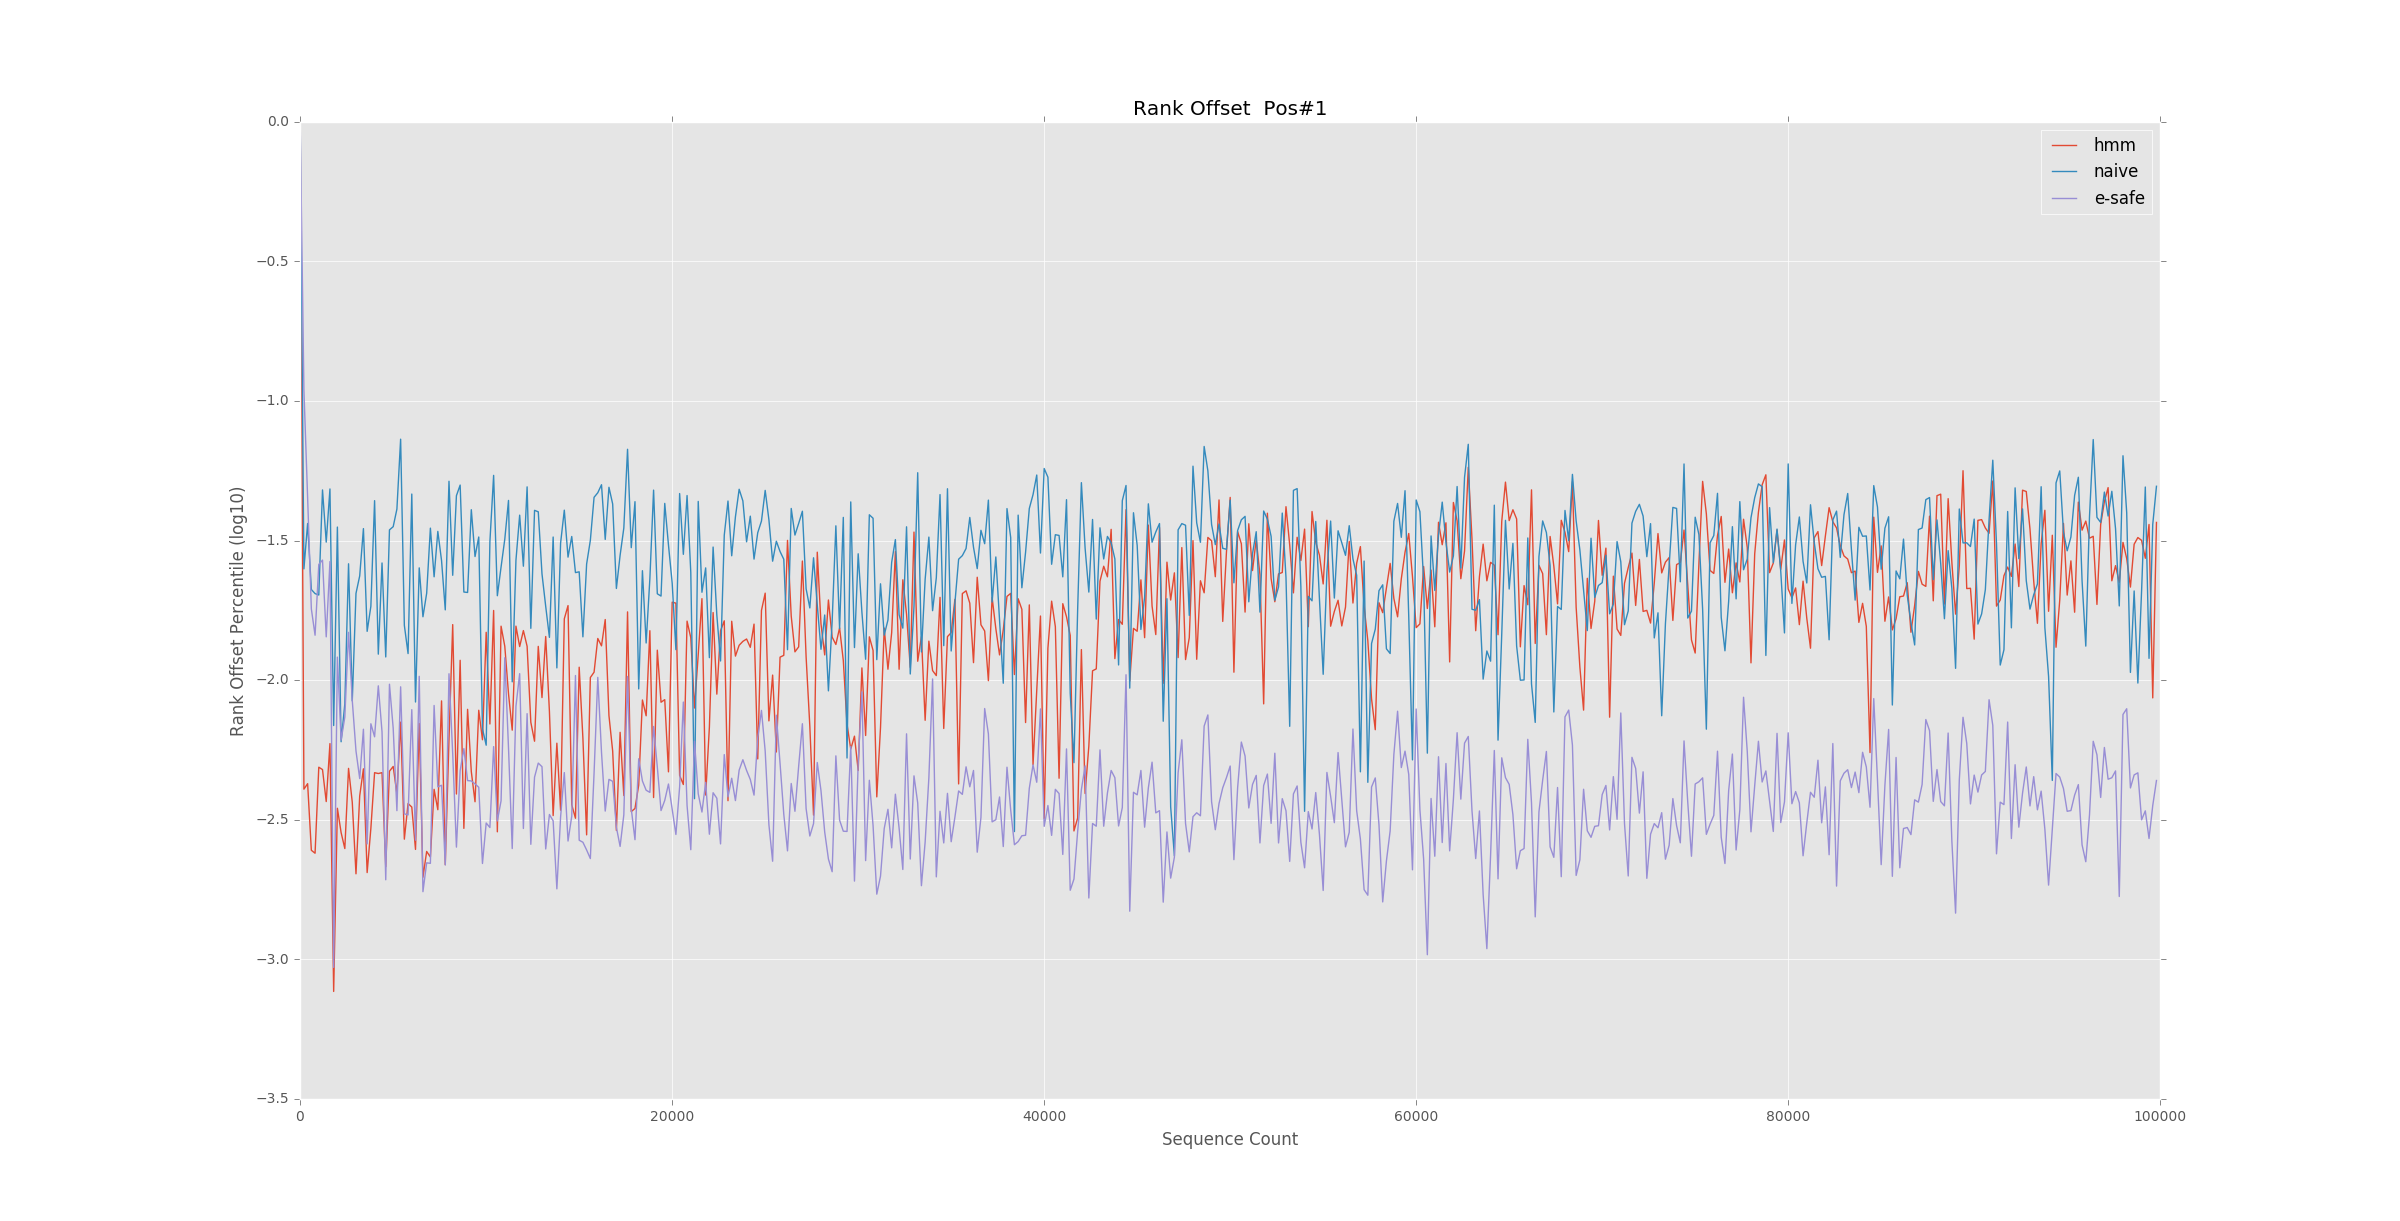 Rank Offset  Pos#1
hmm
naive
e-safe
Rank Offset Percentile (log10)
0.0
−0.5
−1.0
−1.5
−2.0
−2.5
−3.0
−3.5
0 20000 40000 60000 80000 100000
Sequence Count